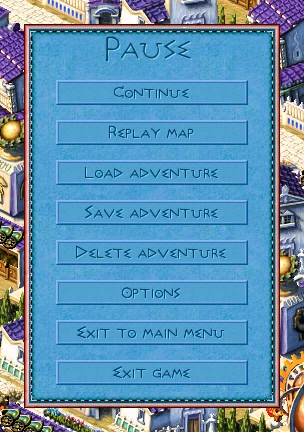 Pause
Continue
Replay map
Load adventure
Save adventure
Delete adventure
Options
Exit to main menu
Exit game